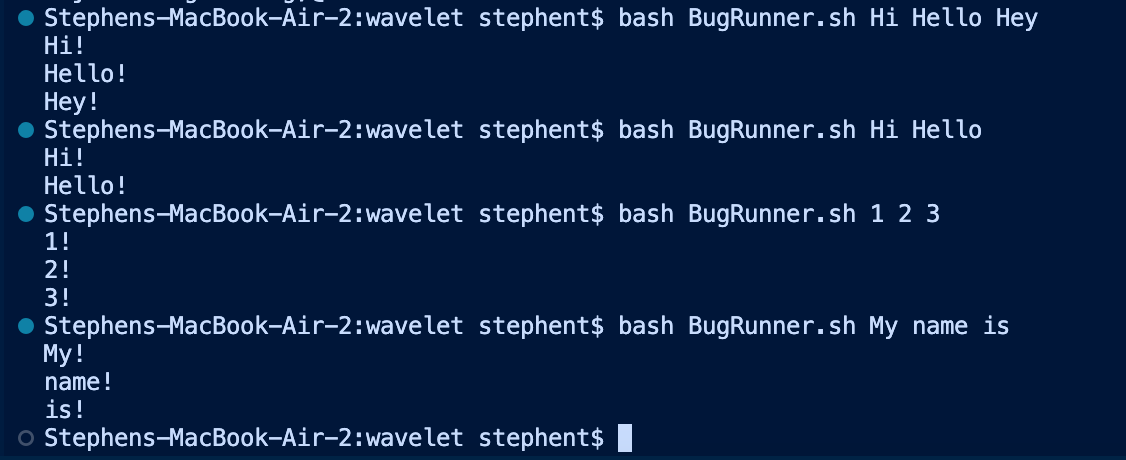 Stephens-MacBook-Air-2:wavelet stephent$ bash BugRunner.sh Hi Hello Hey
Hi!
Hello!
Hey!
Stephens-MacBook-Air-2:wavelet stephent$ bash BugRunner.sh Hi Hello
Hi!
Hello!
Stephens-MacBook-Air-2:wavelet stephent$ bash BugRunner.sh 1 2 3
1!
2!
3!
Stephens-MacBook-Air-2:wavelet stephent$ bash BugRunner.sh My name is
My!
name!
is!
Stephens-MacBook-Air-2:wavelet stephent$